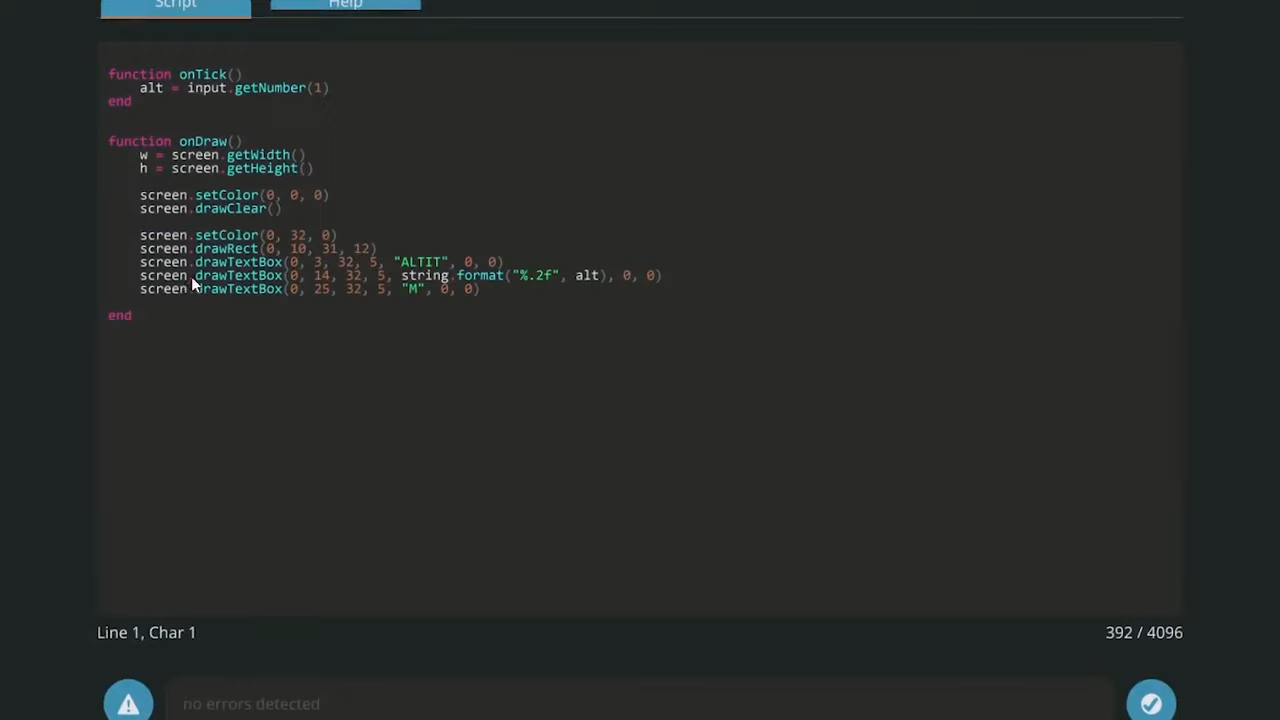 Script Help
function onTick()
alt = input.getNumber(1)
end
function onDraw()
w = screen.getWidth()
h = screen.getHeight()
screen.setColor(0, 0, 0)
screen.drawClear()
screen.setColor(0, 32, 0)
screen.drawRect(0, 10, 31, 12)
screen.drawTextBox(0, 3, 32, 5, "ALTIT", 0, 0)
screen.drawTextBox(0, 14, 32, 5, string.format("%.2f", alt), 0, 0)
screen.drawTextBox(0, 25, 32, 5, "M", 0, 0)
end
Line 1, Char 1
392 / 4096
no errors detected